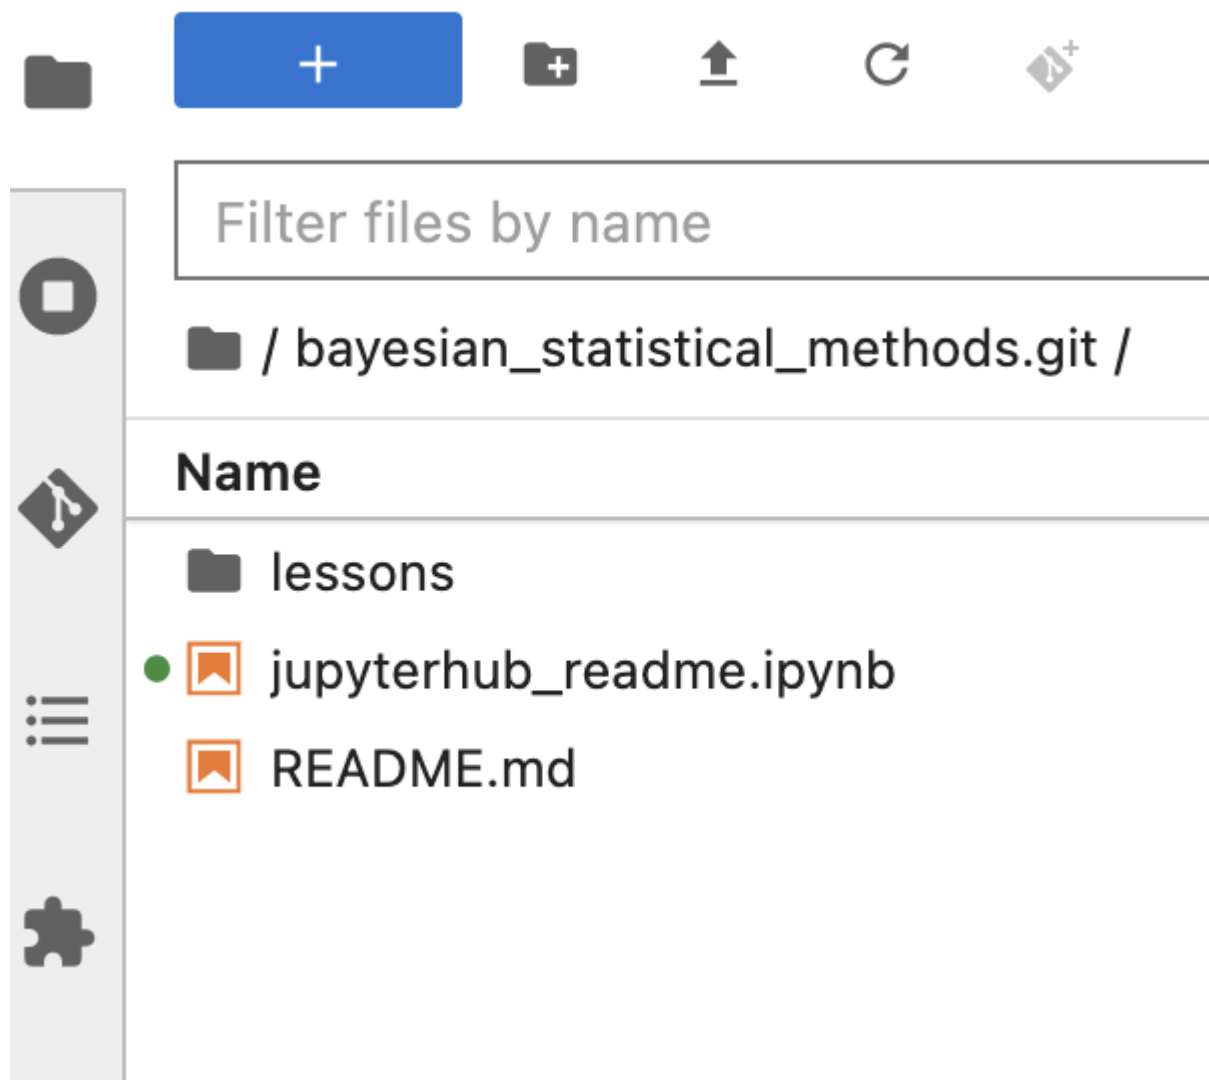 Filter files by name
/ bayesian_statistical_methods.git /
Name
lessons
jupyterhub_readme.ipynb
README.md